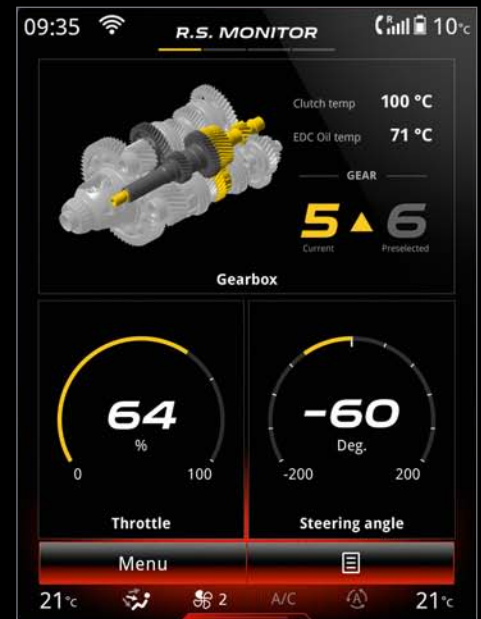 09:35 R.S. MONITOR R 10°C
Clutch temp 100 °C
EDC Oil temp 71 °C
GEAR
5 6
Current Preselected
Gearbox
64 -60
% Deg.
0 100 -200 200
Throttle Steering angle
Menu
21°C 2 A/C A 21°C